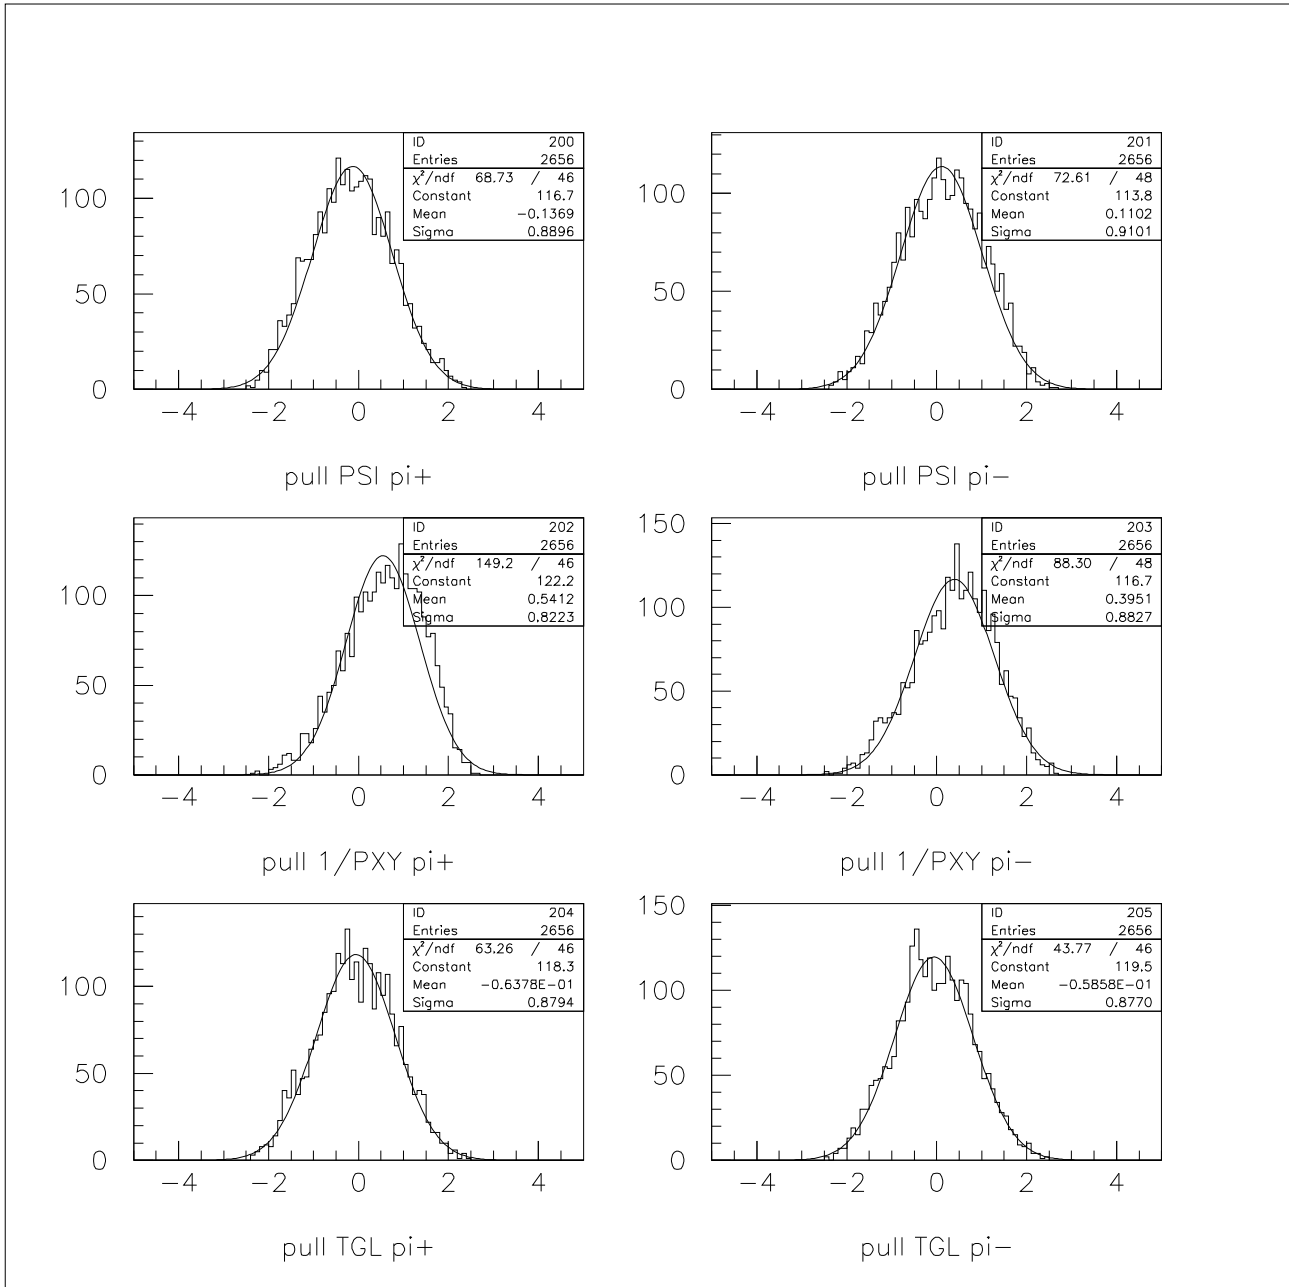 ID 200
Entries 2656
χ²/ndf 68.73 / 46
Constant 116.7
Mean −0.1369
Sigma 0.8896
100
50
0
−4 −2 0 2 4
pull PSI pi+
ID 201
Entries 2656
χ²/ndf 72.61 / 48
Constant 113.8
Mean 0.1102
Sigma 0.9101
100
50
0
−4 −2 0 2 4
pull PSI pi−
ID 202
Entries 2656
χ²/ndf 149.2 / 46
Constant 122.2
Mean 0.5412
Sigma 0.8223
100
50
0
−4 −2 0 2 4
pull 1/PXY pi+
ID 203
Entries 2656
χ²/ndf 88.30 / 48
Constant 116.7
Mean 0.3951
Sigma 0.8827
150
100
50
0
−4 −2 0 2 4
pull 1/PXY pi−
ID 204
Entries 2656
χ²/ndf 63.26 / 46
Constant 118.3
Mean −0.6378E−01
Sigma 0.8794
100
50
0
−4 −2 0 2 4
pull TGL pi+
ID 205
Entries 2656
χ²/ndf 43.77 / 46
Constant 119.5
Mean −0.5858E−01
Sigma 0.8770
150
100
50
0
−4 −2 0 2 4
pull TGL pi−